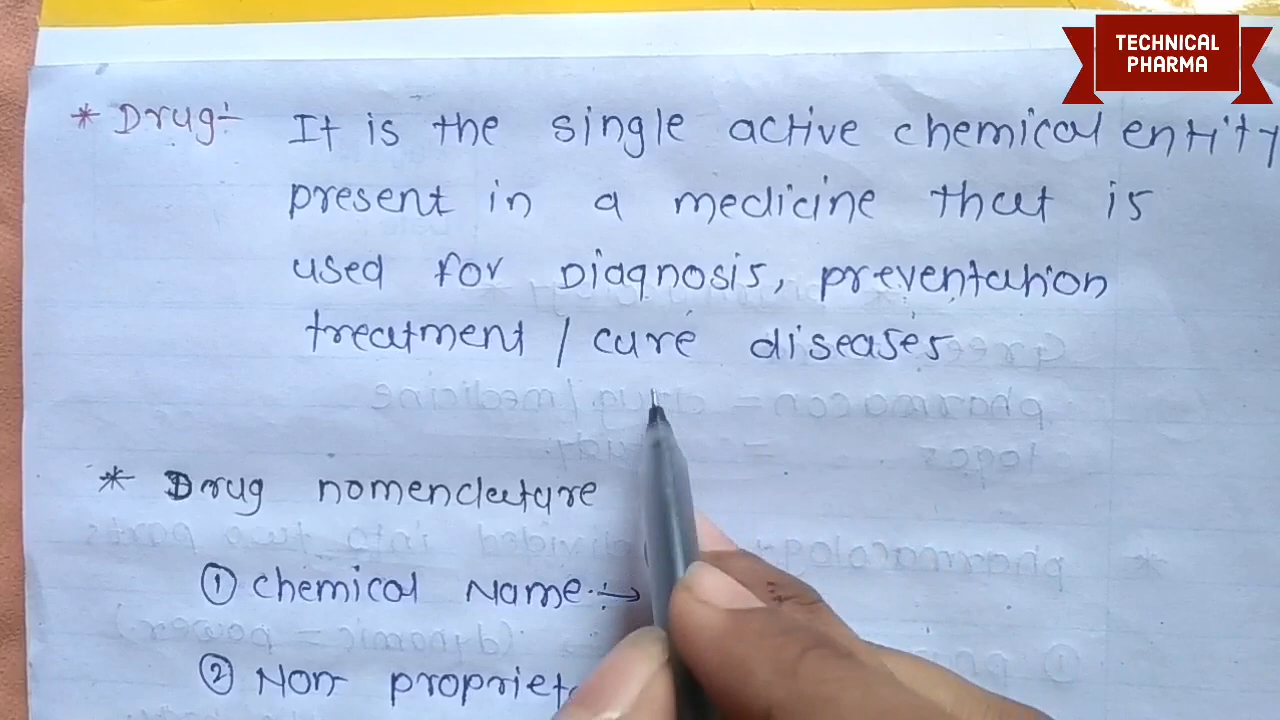 TECHNICAL
PHARMA
* Drug:- It is the single active chemical entity
present in a medicine that is
used for Diagnosis, preventation
treatment / cure diseases
* Drug nomenclature
① chemical Name :→
② Non propriet